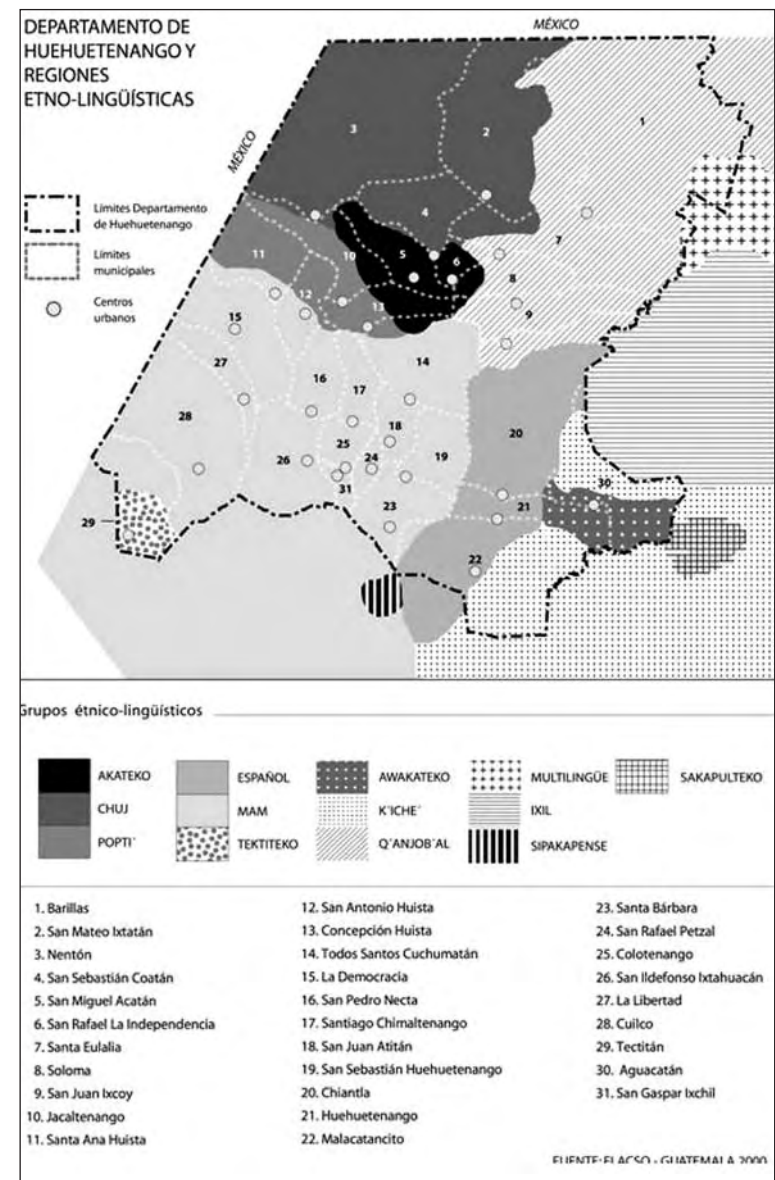 DEPARTAMENTO DE
HUEHUETENANGO Y
REGIONES
ETNO-LINGÜÍSTICAS
MÉXICO
MÉXICO
Límites Departamento
de Huehuetenango
Límites
municipales
Centros
urbanos
1
2
3
4
5
6
7
8
9
10
11
12
13
14
15
16
17
18
19
20
21
22
23
24
25
26
27
28
29
30
31
Grupos étnico-lingüísticos
AKATEKO
ESPAÑOL
AWAKATEKO
MULTILINGÜE
SAKAPULTEKO
CHUJ
MAM
K´ICHE´
IXIL
POPTI´
TEKTITEKO
Q´ANJOB´AL
SIPAKAPENSE
1. Barillas
2. San Mateo Ixtatán
3. Nentón
4. San Sebastián Coatán
5. San Miguel Acatán
6. San Rafael La Independencia
7. Santa Eulalia
8. Soloma
9. San Juan Ixcoy
10. Jacaltenango
11. Santa Ana Huista
12. San Antonio Huista
13. Concepción Huista
14. Todos Santos Cuchumatán
15. La Democracia
16. San Pedro Necta
17. Santiago Chimaltenango
18. San Juan Atitán
19. San Sebastián Huehuetenango
20. Chiantla
21. Huehuetenango
22. Malacatancito
23. Santa Bárbara
24. San Rafael Petzal
25. Colotenango
26. San Ildefonso Ixtahuacán
27. La Libertad
28. Cuilco
29. Tectitán
30. Aguacatán
31. San Gaspar Ixchil
FUENTE: FLACSO - GUATEMALA 2000